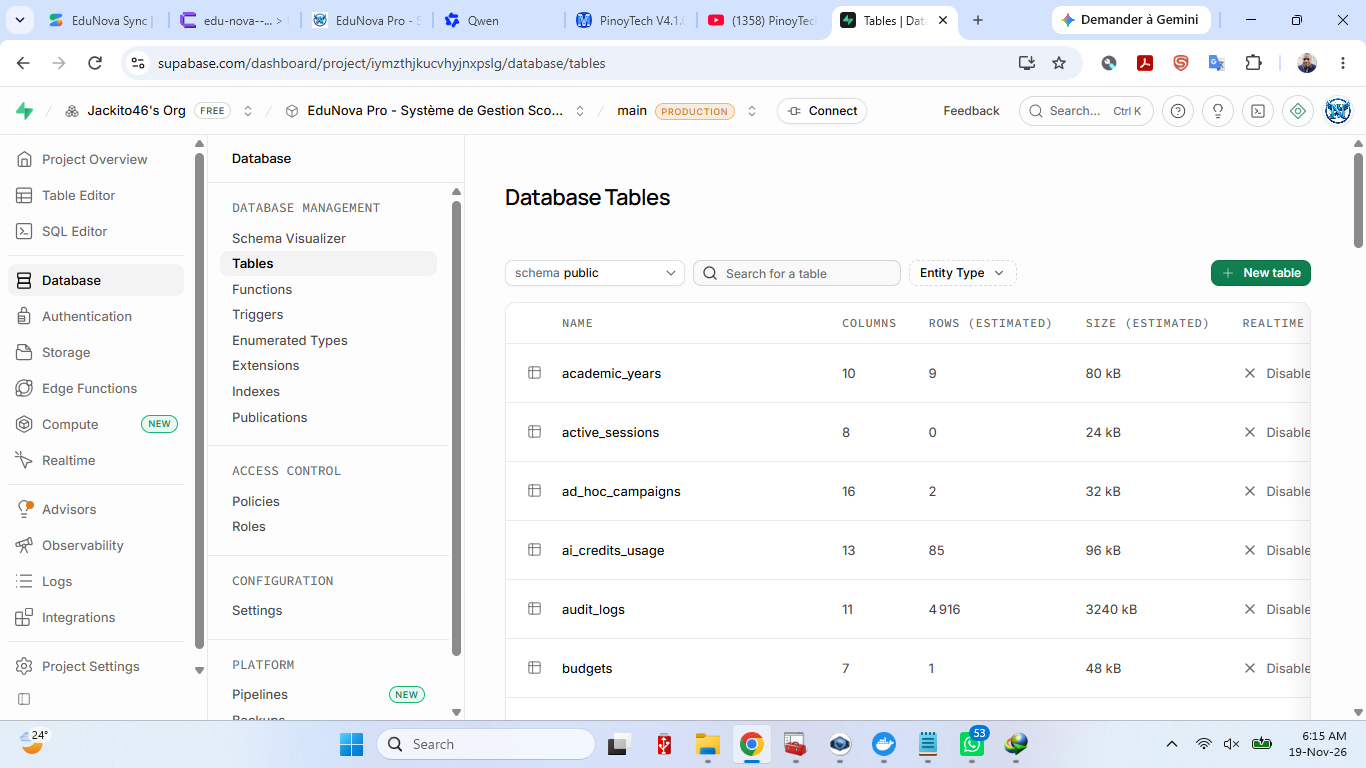 EduNova Sync
edu-nova--... >
EduNova Pro - S
Qwen
PinoyTech V4.1.
(1358) PinoyTec
Tables | Data
Demander à Gemini
supabase.com/dashboard/project/iymzthjkucvhyjnxpslg/database/tables
Jackito46's Org FREE / EduNova Pro - Système de Gestion Sco... / main PRODUCTION Connect Feedback Search... Ctrl K
Project Overview
Table Editor
SQL Editor
Database
Authentication
Storage
Edge Functions
Compute NEW
Realtime
Advisors
Observability
Logs
Integrations
Project Settings
Database
DATABASE MANAGEMENT
Schema Visualizer
Tables
Functions
Triggers
Enumerated Types
Extensions
Indexes
Publications
ACCESS CONTROL
Policies
Roles
CONFIGURATION
Settings
PLATFORM
Pipelines NEW
Backups
Database Tables
schema public Search for a table Entity Type New table
NAME COLUMNS ROWS (ESTIMATED) SIZE (ESTIMATED) REALTIME
academic_years 10 9 80 kB Disable
active_sessions 8 0 24 kB Disable
ad_hoc_campaigns 16 2 32 kB Disable
ai_credits_usage 13 85 96 kB Disable
audit_logs 11 4 916 3240 kB Disable
budgets 7 1 48 kB Disable
24°
Search
53
6:15 AM
19-Nov-26